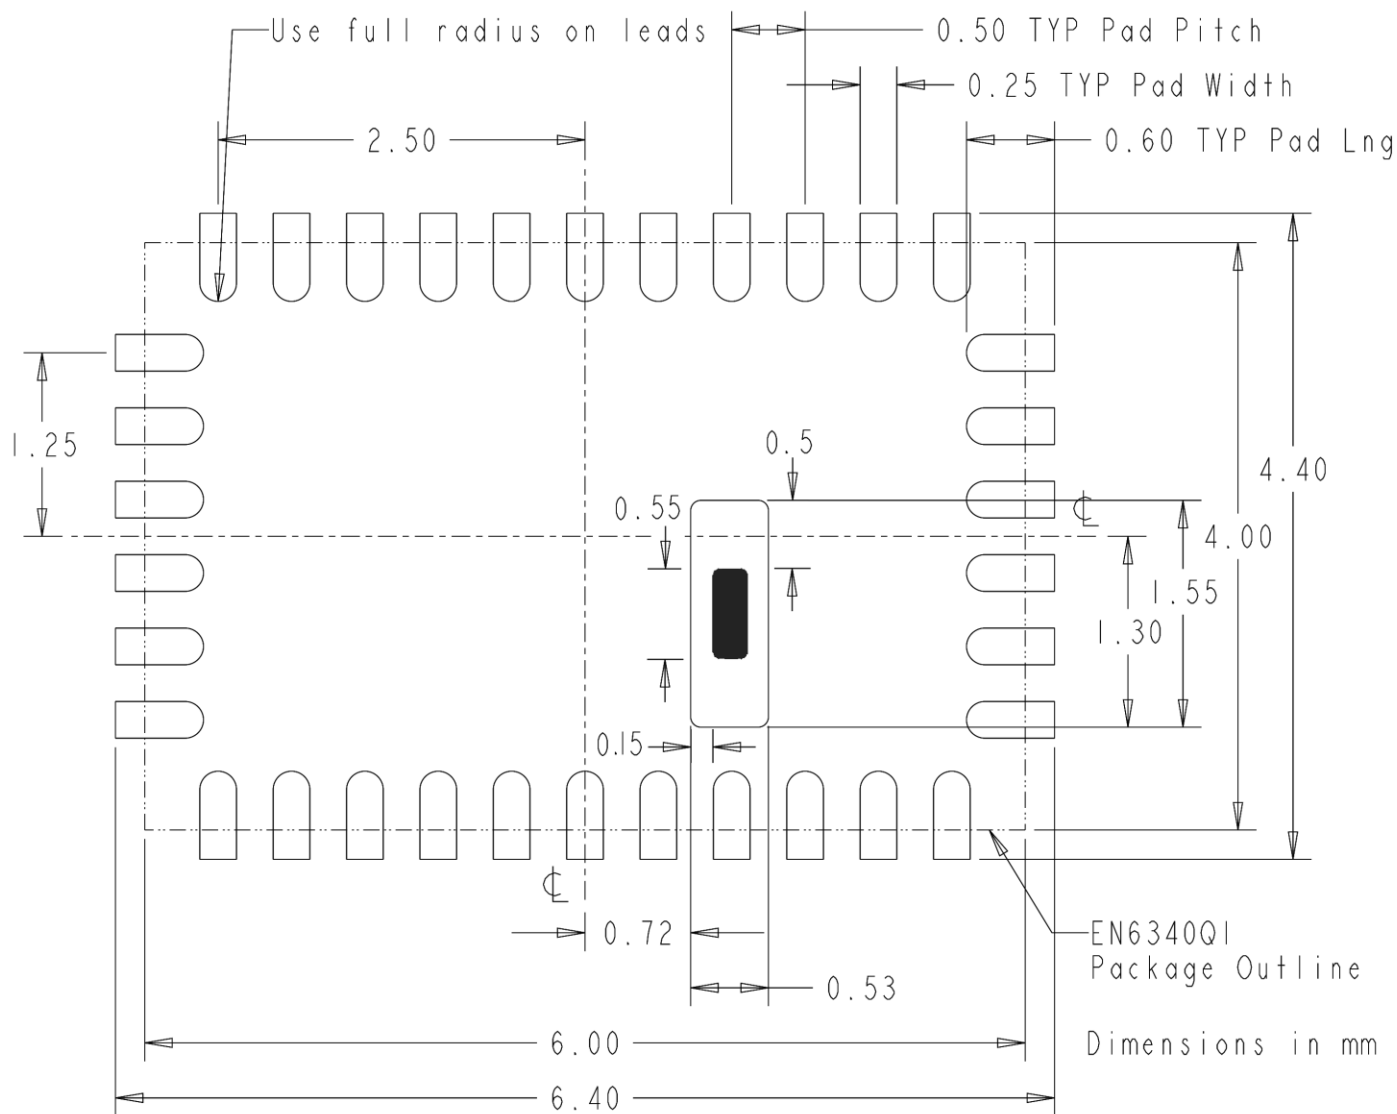 Use full radius on leads
0.50 TYP Pad Pitch
0.25 TYP Pad Width
2.50
0.60 TYP Pad Lng
1.25
0.5
4.40
0.55
℄
4.00
1.55
1.30
0.15
℄
0.72
EN6340QI
Package Outline
0.53
6.00
Dimensions in mm
6.40